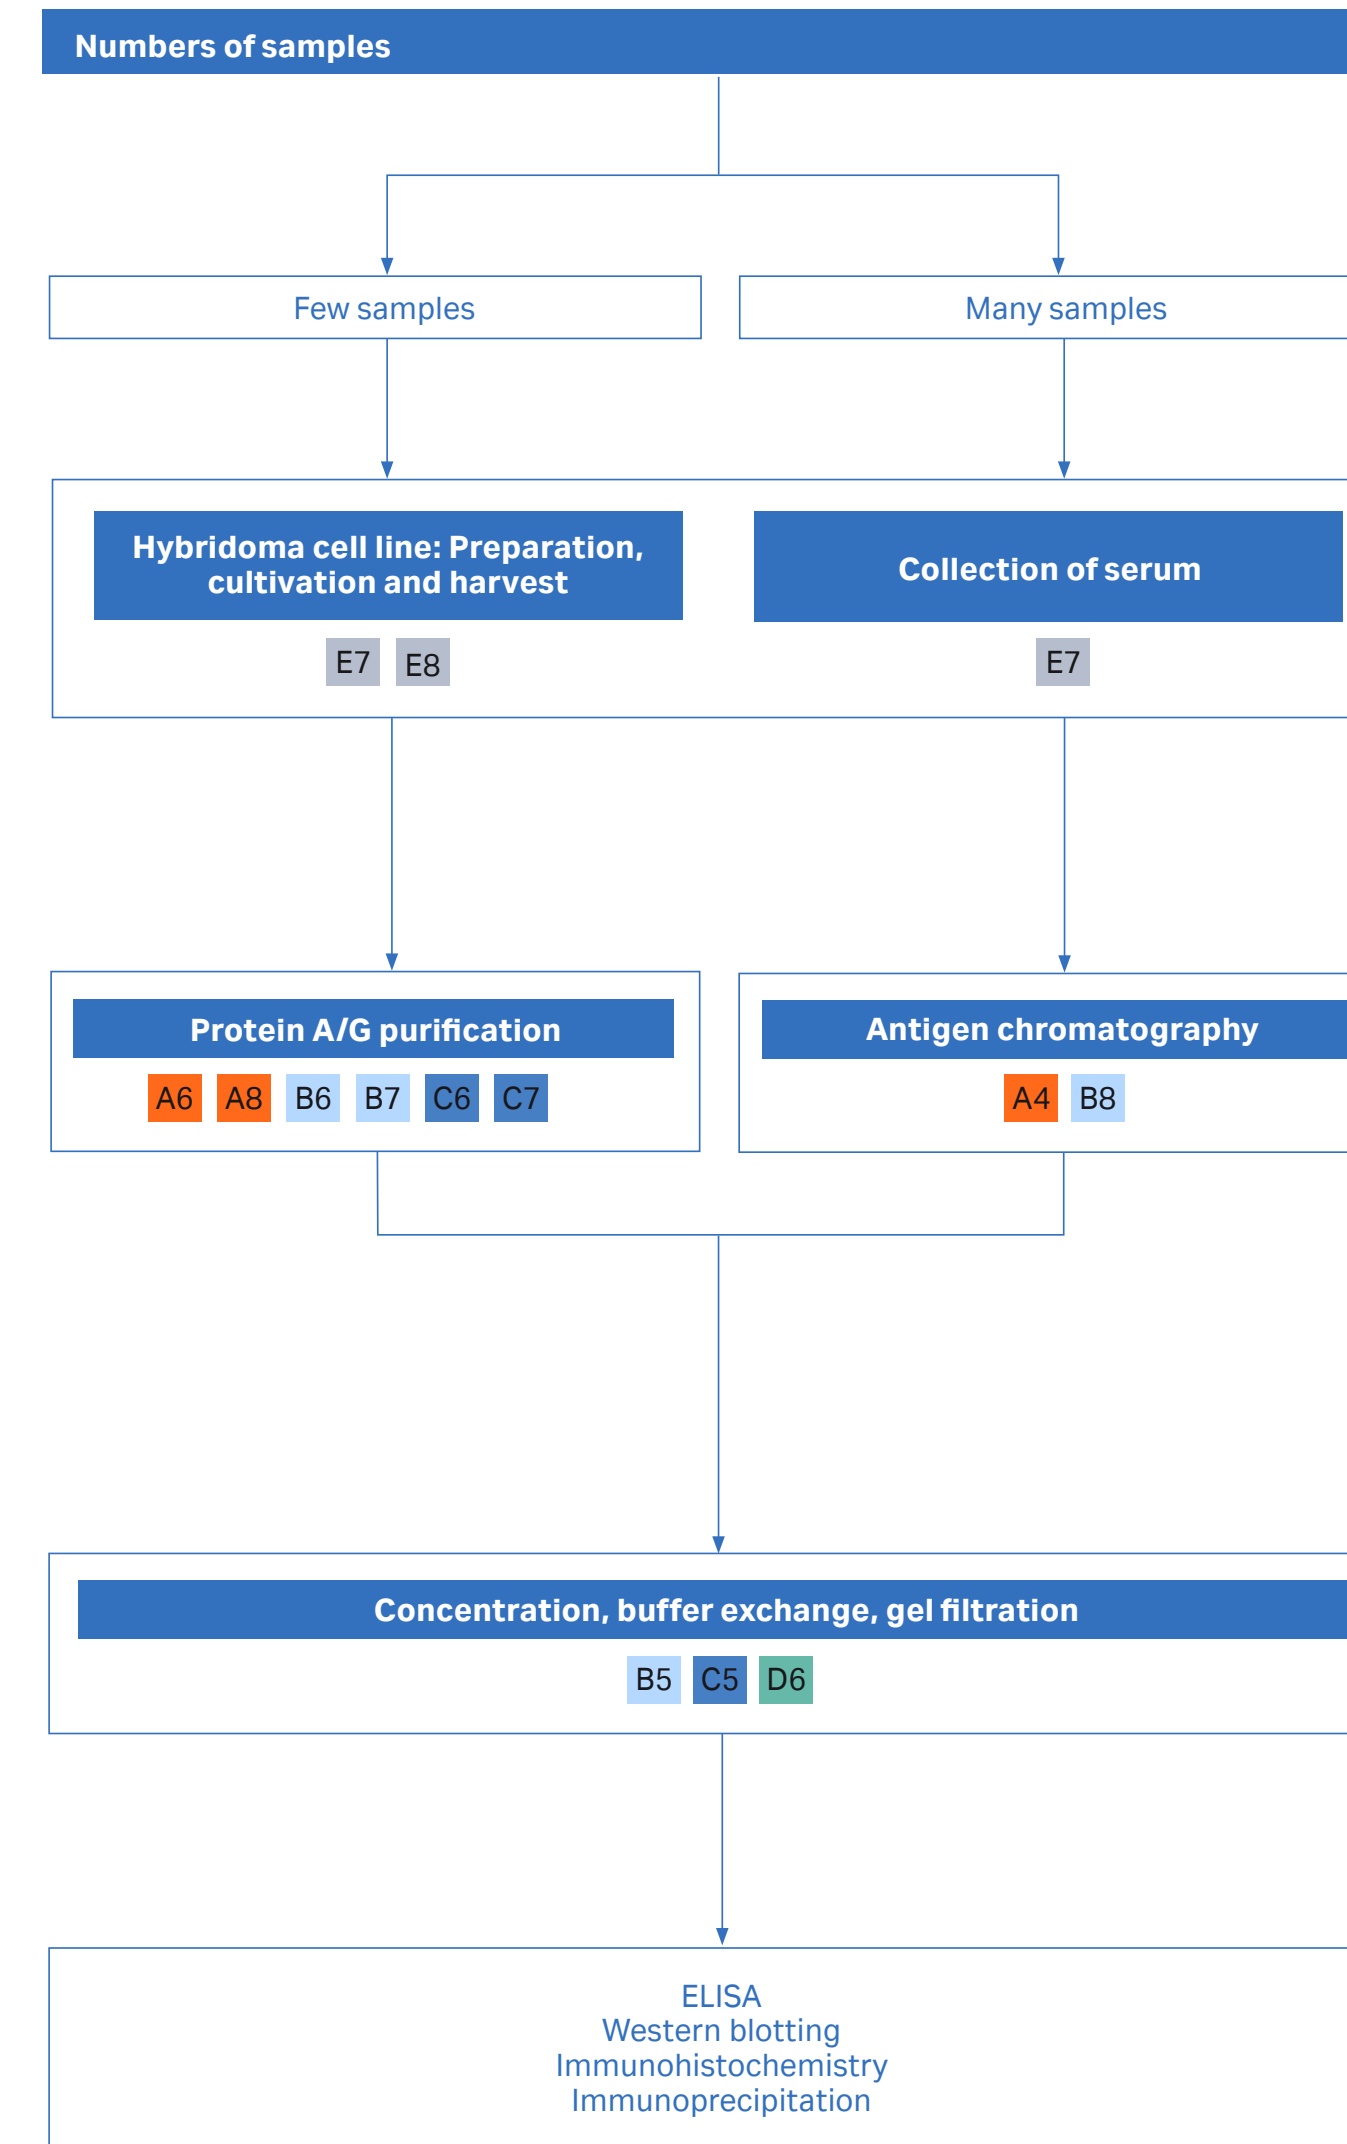 Numbers of samples
Few samples
Many samples
Hybridoma cell line: Preparation,
cultivation and harvest
E7 E8
Collection of serum
E7
Protein A/G purification
A6 A8 B6 B7 C6 C7
Antigen chromatography
A4 B8
Concentration, buffer exchange, gel filtration
B5 C5 D6
ELISA
Western blotting
Immunohistochemistry
Immunoprecipitation